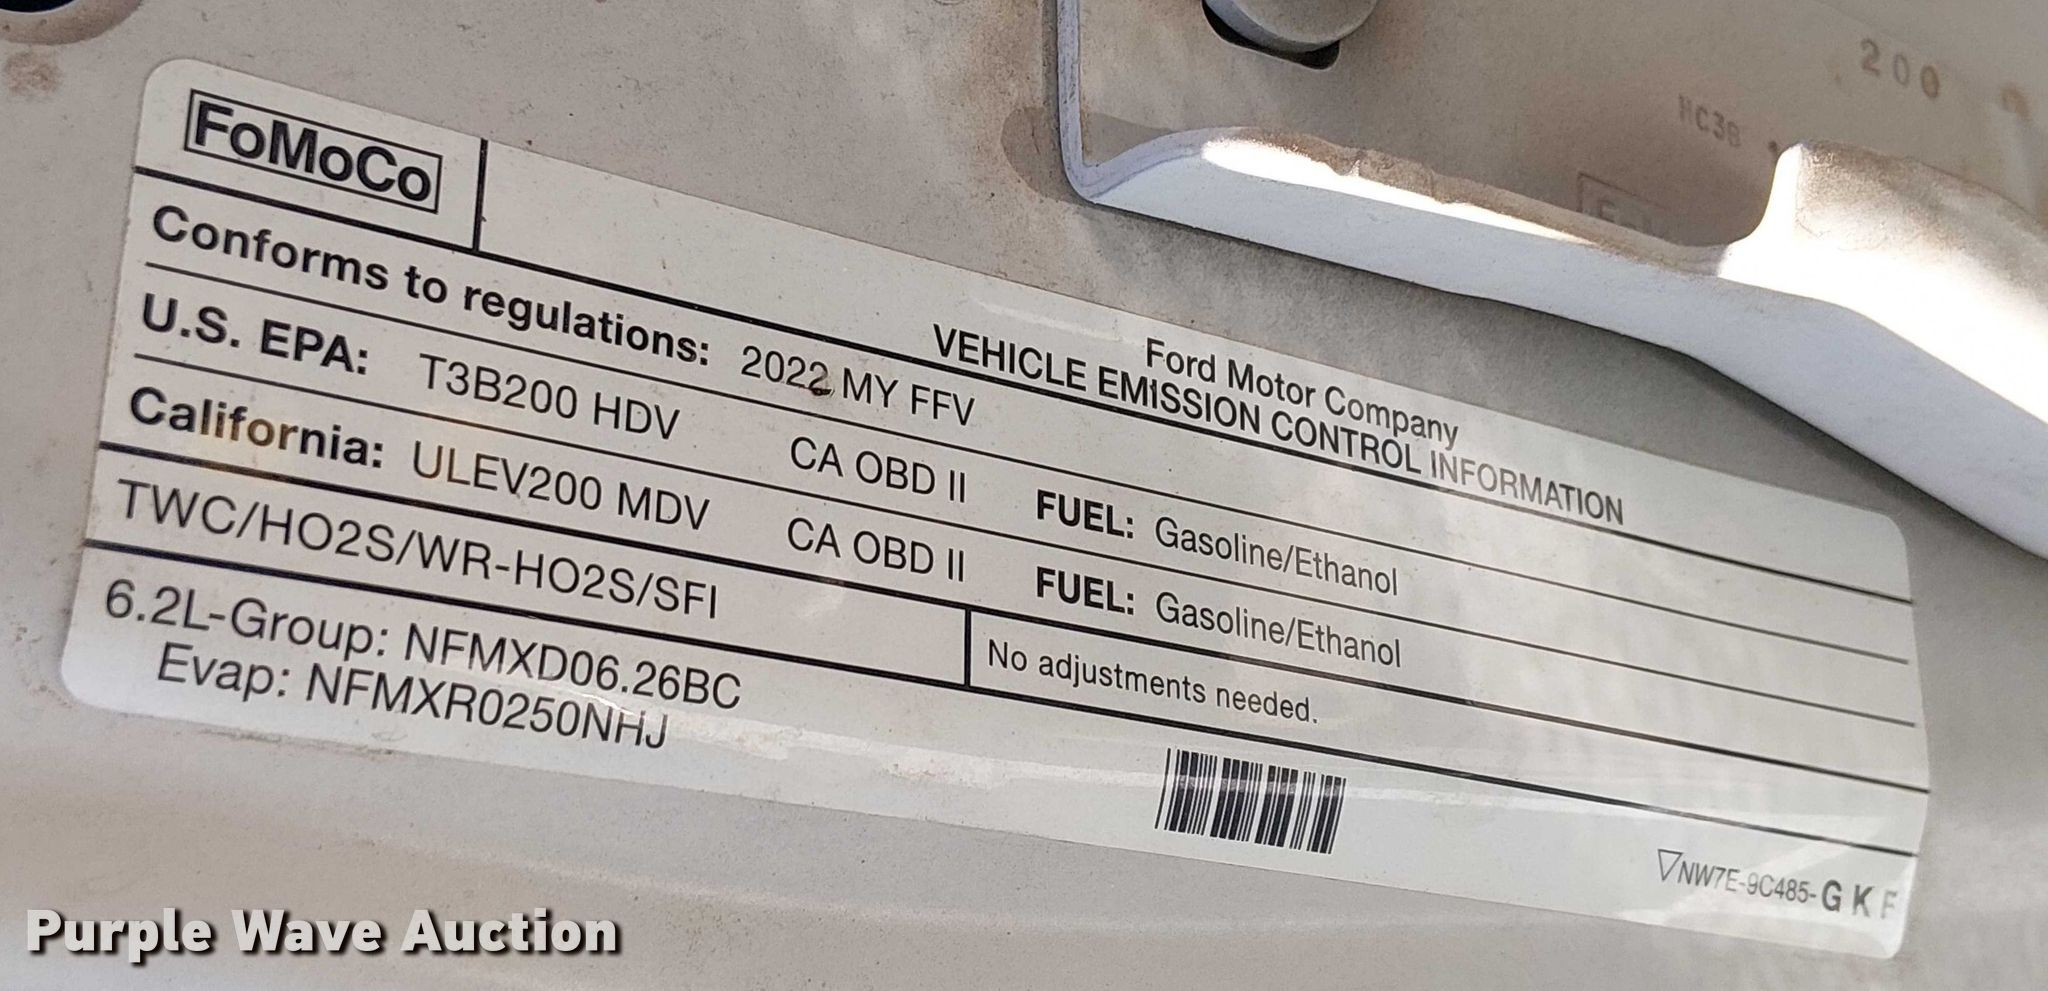 200
HC3B
FoMoCo
Ford Motor Company
VEHICLE EMISSION CONTROL INFORMATION
Conforms to regulations: 2022 MY FFV
U.S. EPA: T3B200 HDV CA OBD II FUEL: Gasoline/Ethanol
California: ULEV200 MDV CA OBD II FUEL: Gasoline/Ethanol
TWC/HO2S/WR-HO2S/SFI
No adjustments needed.
6.2L-Group: NFMXD06.26BC
Evap: NFMXR0250NHJ
NW7E-9C485-G K F
Purple Wave Auction